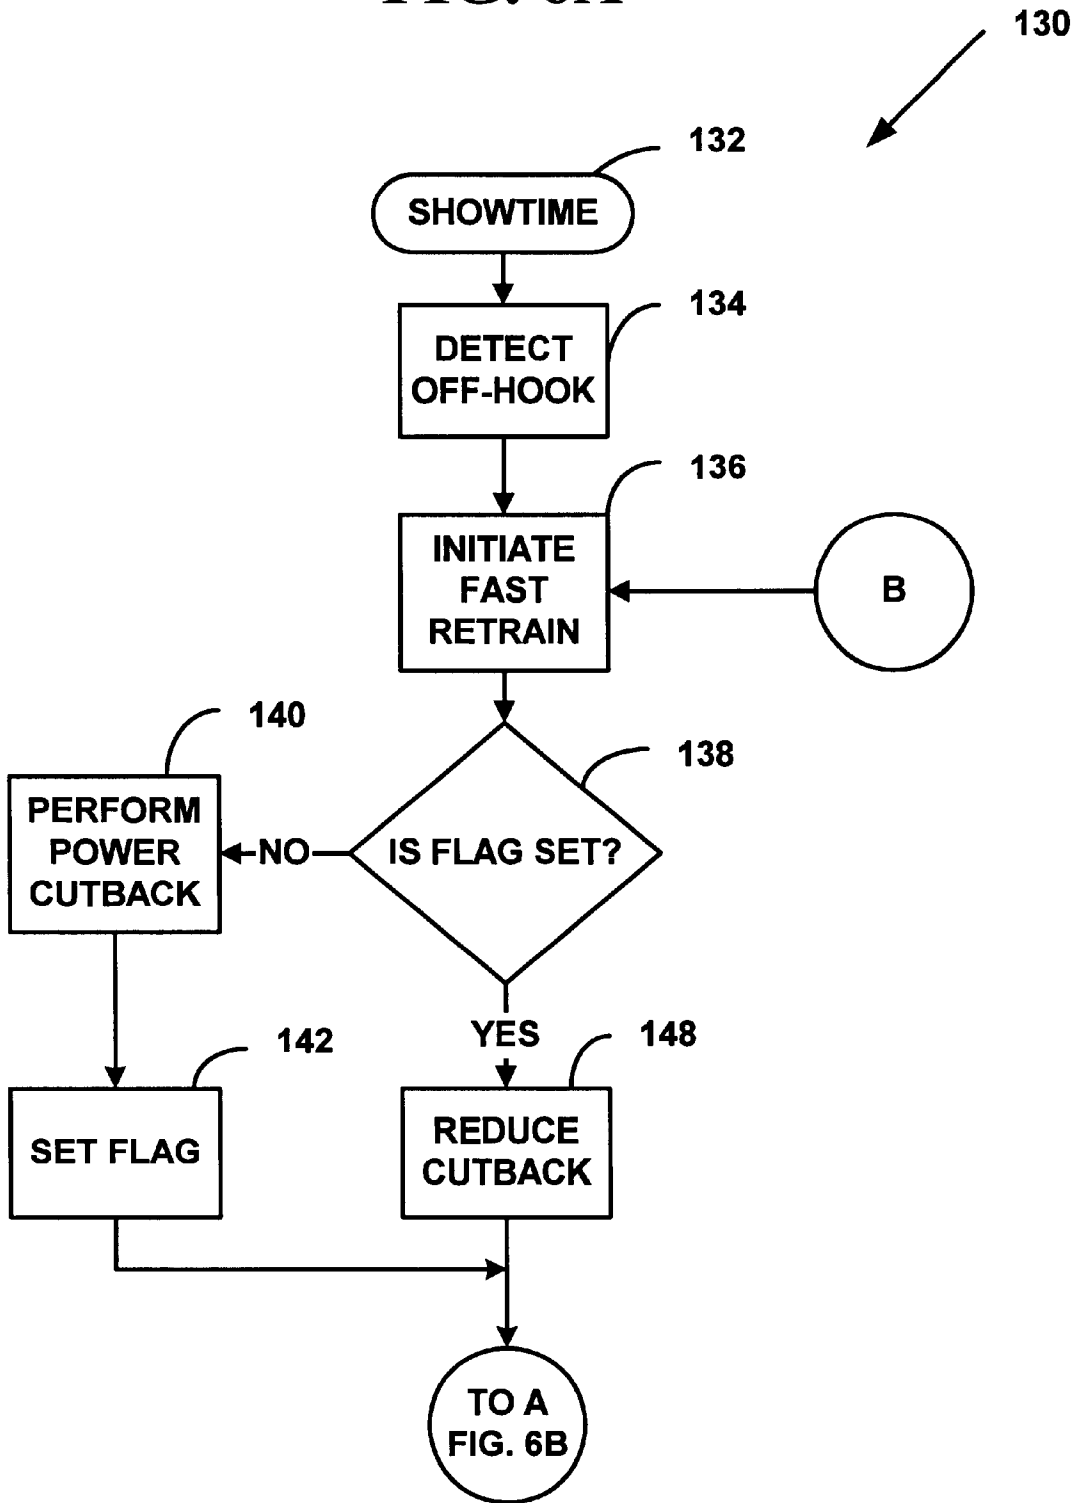 130
132
SHOWTIME
134
DETECT
OFF-HOOK
136
INITIATE
FAST
RETRAIN
B
140
138
PERFORM
POWER
CUTBACK
NO
IS FLAG SET?
YES
142
148
SET FLAG
REDUCE
CUTBACK
TO A
FIG. 6B